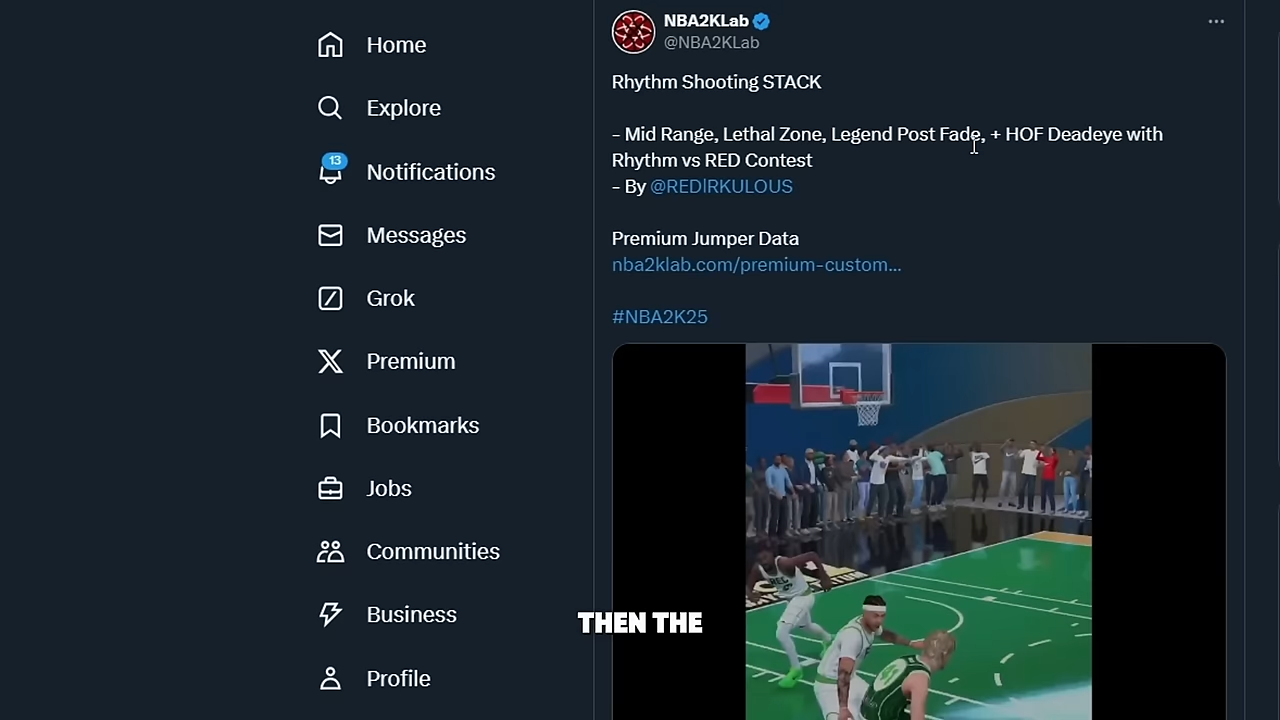 Home
Explore
13
Notifications
Messages
Grok
Premium
Bookmarks
Jobs
Communities
Business
Profile
NBA2KLab
@NBA2KLab
Rhythm Shooting STACK
- Mid Range, Lethal Zone, Legend Post Fade, + HOF Deadeye with
Rhythm vs RED Contest
- By @REDlRKULOUS
Premium Jumper Data
nba2klab.com/premium-custom...
#NBA2K25
THEN THE